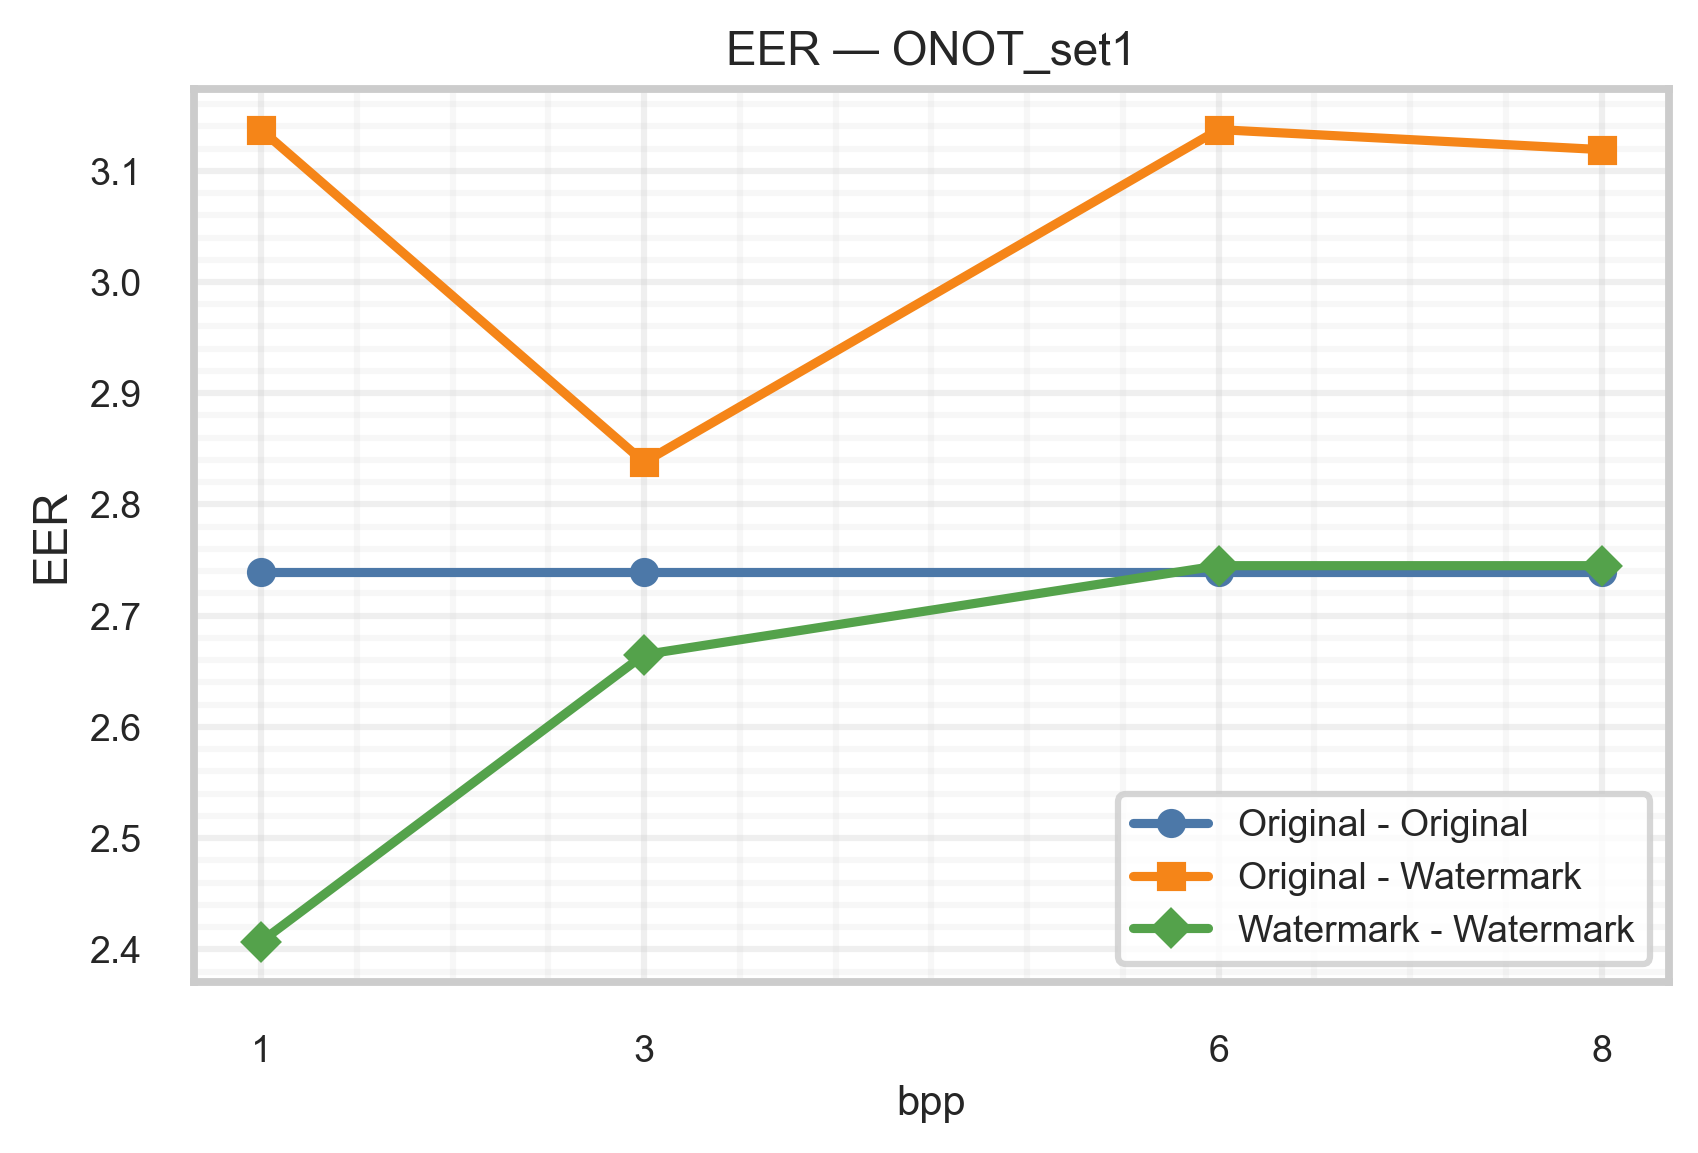 EER — ONOT_set1
EER
3.1
3.0
2.9
2.8
2.7
2.6
2.5
2.4
Original - Original
Original - Watermark
Watermark - Watermark
1 3 6 8
bpp